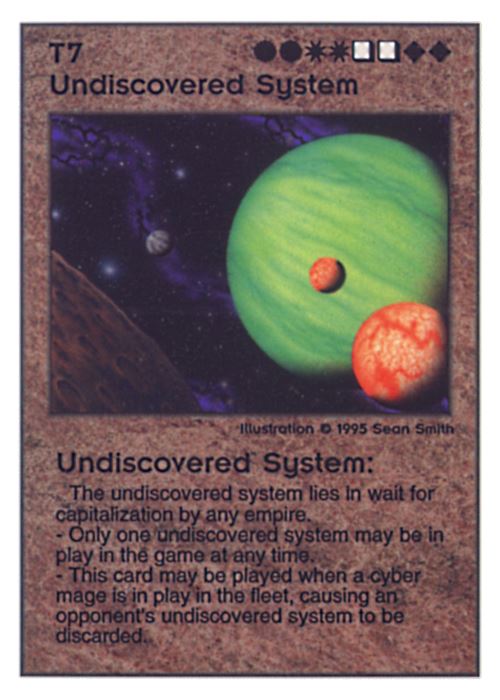 T7
Undiscovered System
Illustration © 1995 Sean Smith
Undiscovered System:
The undiscovered system lies in wait for
capitalization by any empire.
- Only one undiscovered system may be in
play in the game at any time.
- This card may be played when a cyber
mage is in play in the fleet, causing an
opponent's undiscovered system to be
discarded.